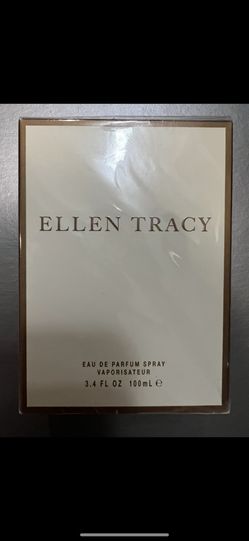 ELLEN TRACY
EAU DE PARFUM SPRAY
VAPORISATEUR
3.4 FL OZ 100mL ℮